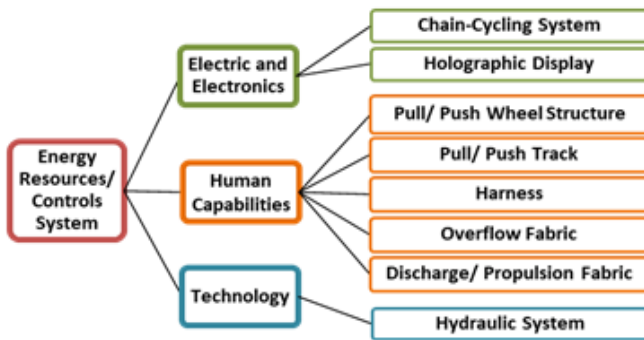 Chain-Cycling System
Electric and
Electronics
Holographic Display
Pull/ Push Wheel Structure
Energy
Resources/
Controls
System
Human
Capabilities
Pull/ Push Track
Harness
Overflow Fabric
Discharge/ Propulsion Fabric
Technology
Hydraulic System